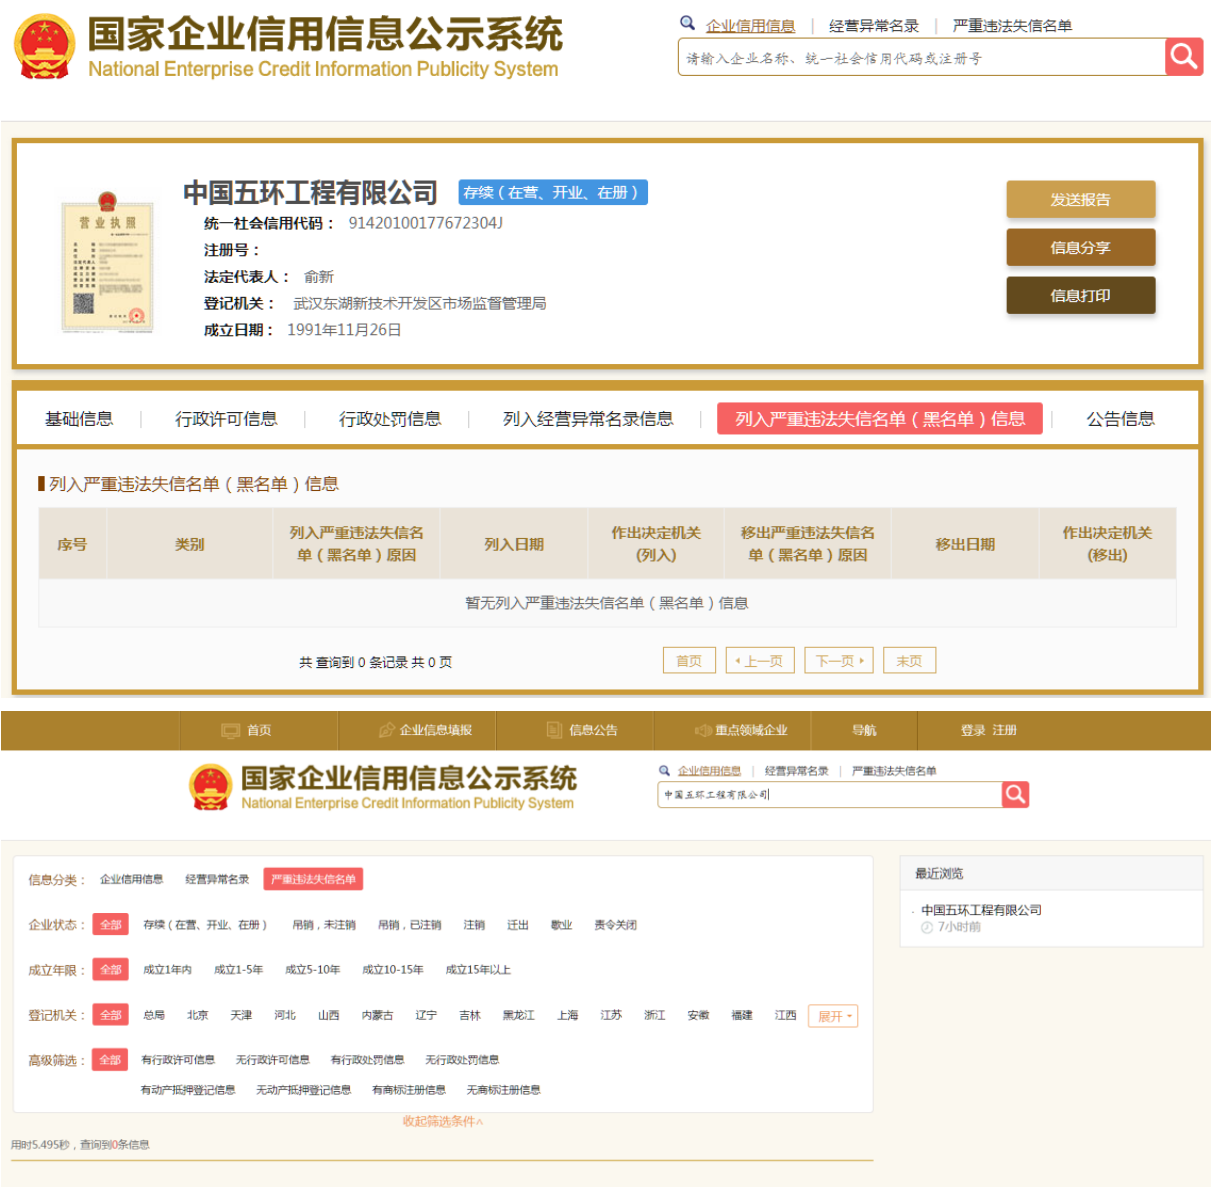 国家企业信用信息公示系统
National Enterprise Credit Information Publicity System
企业信用信息 | 经营异常名录 | 严重违法失信名单
请输入企业名称、统一社会信用代码或注册号
营业执照
中国五环工程有限公司 存续（在营、开业、在册）
统一社会信用代码： 91420100177672304J
注册号：
法定代表人： 俞新
登记机关： 武汉东湖新技术开发区市场监督管理局
成立日期： 1991年11月26日
发送报告
信息分享
信息打印
基础信息 | 行政许可信息 | 行政处罚信息 | 列入经营异常名录信息 | 列入严重违法失信名单（黑名单）信息 | 公告信息
列入严重违法失信名单（黑名单）信息
序号 类别 列入严重违法失信名单（黑名单）原因 列入日期 作出决定机关(列入) 移出严重违法失信名单（黑名单）原因 移出日期 作出决定机关(移出)
暂无列入严重违法失信名单（黑名单）信息
共 查询到 0 条记录 共 0 页 首页 上一页 下一页 末页
首页 企业信息填报 信息公告 重点领域企业 导航 登录 注册
国家企业信用信息公示系统
National Enterprise Credit Information Publicity System
企业信用信息 | 经营异常名录 | 严重违法失信名单
中国五环工程有限公司
信息分类： 企业信用信息 经营异常名录 严重违法失信名单
企业状态： 全部 存续（在营、开业、在册） 吊销，未注销 吊销，已注销 注销 迁出 歇业 责令关闭
成立年限： 全部 成立1年内 成立1-5年 成立5-10年 成立10-15年 成立15年以上
登记机关： 全部 总局 北京 天津 河北 山西 内蒙古 辽宁 吉林 黑龙江 上海 江苏 浙江 安徽 福建 江西 展开
高级筛选： 全部 有行政许可信息 无行政许可信息 有行政处罚信息 无行政处罚信息
有动产抵押登记信息 无动产抵押登记信息 有商标注册信息 无商标注册信息
收起筛选条件
用时5.495秒，查询到0条信息
最近浏览
中国五环工程有限公司
7小时前